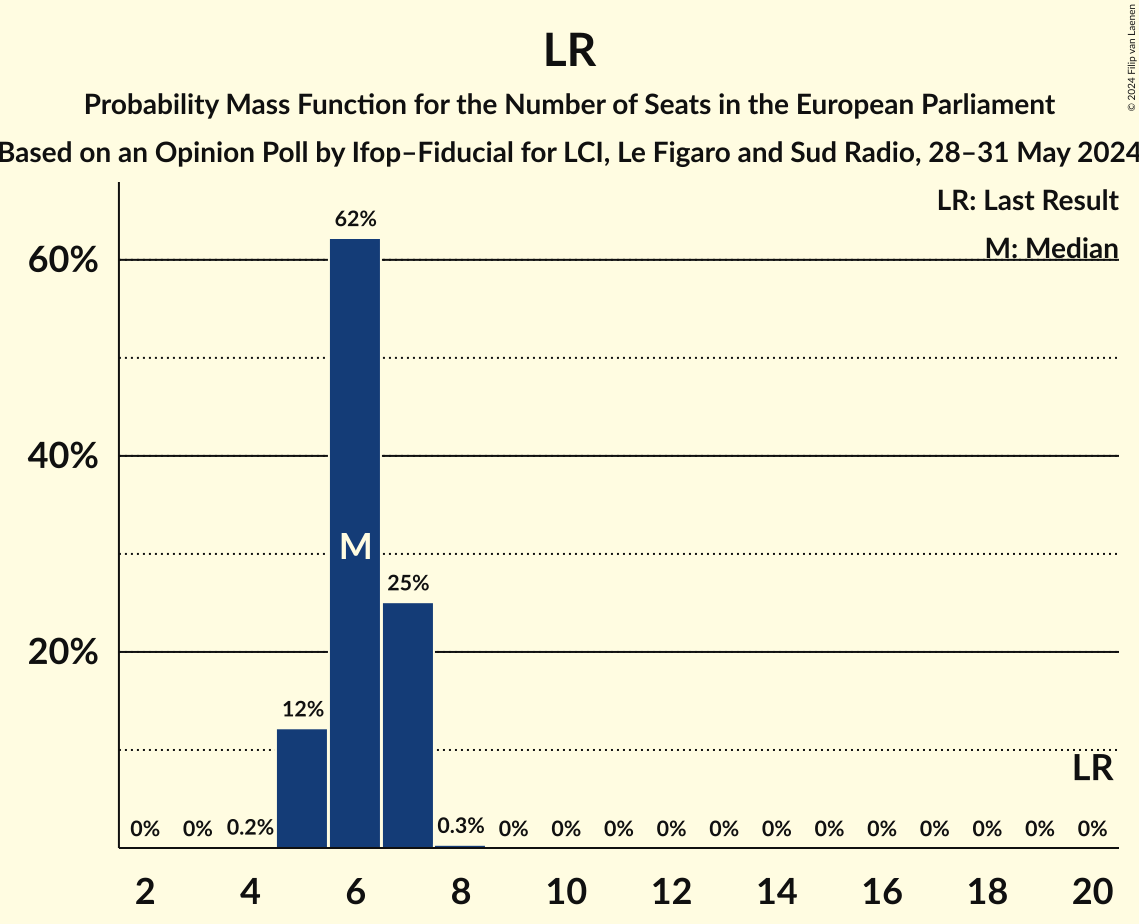 LR
Probability Mass Function for the Number of Seats in the European Parliament
Based on an Opinion Poll by Ifop–Fiducial for LCI, Le Figaro and Sud Radio, 28–31 May 2024
© 2024 Filip van Laenen
LR: Last Result
M: Median
62%
60%
40%
M
25%
20%
12%
LR
0% 0% 0.2% 0.3% 0% 0% 0% 0% 0% 0% 0% 0% 0% 0% 0% 0%
2 4 6 8 10 12 14 16 18 20